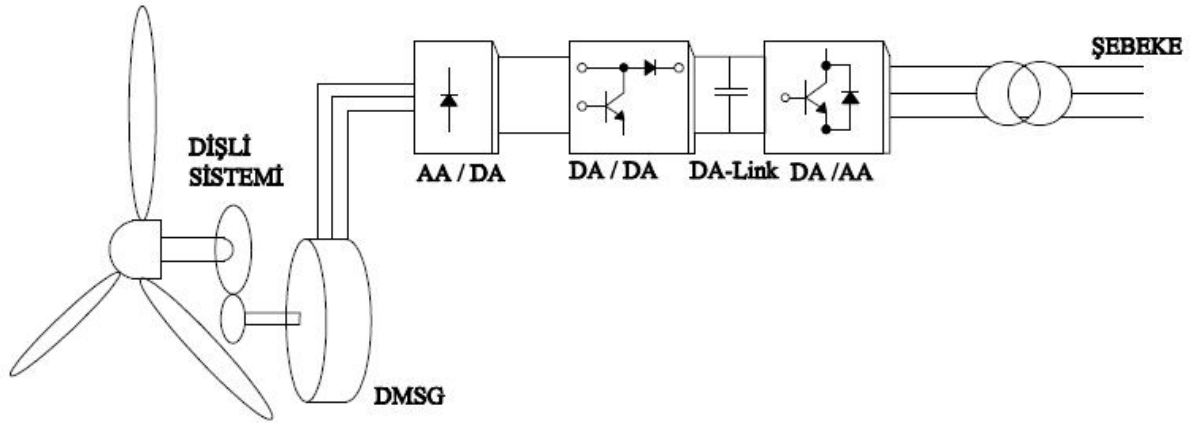 ŞEBEKE
DİŞLİ
SİSTEMİ
AA / DA
DA / DA
DA-Link
DA /AA
DMSG